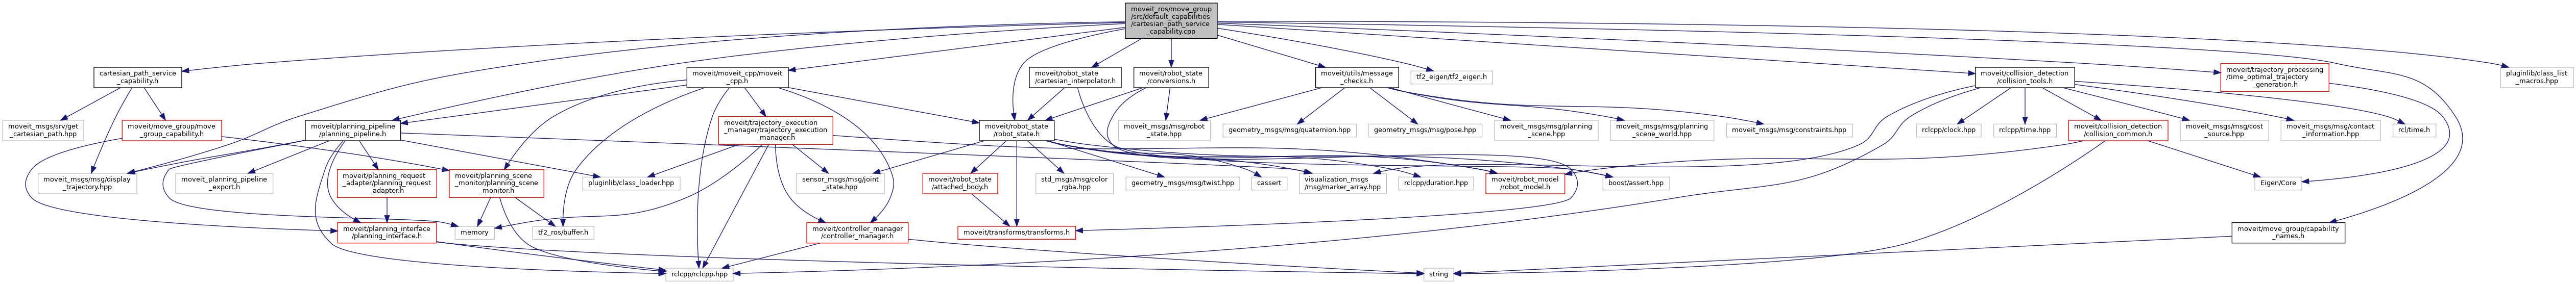 moveit_ros/move_group
/src/default_capabilities
/cartesian_path_service
_capability.cpp
cartesian_path_service
_capability.h
moveit/moveit_cpp/moveit
_cpp.h
moveit/robot_state
/cartesian_interpolator.h
moveit/robot_state
/conversions.h
moveit/utils/message
_checks.h
tf2_eigen/tf2_eigen.h
moveit/collision_detection
/collision_tools.h
moveit/trajectory_processing
/time_optimal_trajectory
_generation.h
pluginlib/class_list
_macros.hpp
moveit_msgs/srv/get
_cartesian_path.hpp
moveit/move_group/move
_group_capability.h
moveit/planning_pipeline
/planning_pipeline.h
moveit/trajectory_execution
_manager/trajectory_execution
_manager.h
moveit/robot_state
/robot_state.h
moveit_msgs/msg/robot
_state.hpp
geometry_msgs/msg/quaternion.hpp
geometry_msgs/msg/pose.hpp
moveit_msgs/msg/planning
_scene.hpp
moveit_msgs/msg/planning
_scene_world.hpp
moveit_msgs/msg/constraints.hpp
rclcpp/clock.hpp
rclcpp/time.hpp
moveit/collision_detection
/collision_common.h
moveit_msgs/msg/cost
_source.hpp
moveit_msgs/msg/contact
_information.hpp
rcl/time.h
moveit_msgs/msg/display
_trajectory.hpp
moveit_planning_pipeline
_export.h
moveit/planning_request
_adapter/planning_request
_adapter.h
moveit/planning_scene
_monitor/planning_scene
_monitor.h
pluginlib/class_loader.hpp
sensor_msgs/msg/joint
_state.hpp
moveit/robot_state
/attached_body.h
std_msgs/msg/color
_rgba.hpp
geometry_msgs/msg/twist.hpp
cassert
visualization_msgs
/msg/marker_array.hpp
rclcpp/duration.hpp
moveit/robot_model
/robot_model.h
boost/assert.hpp
Eigen/Core
moveit/planning_interface
/planning_interface.h
memory
tf2_ros/buffer.h
moveit/controller_manager
/controller_manager.h
moveit/transforms/transforms.h
moveit/move_group/capability
_names.h
rclcpp/rclcpp.hpp
string